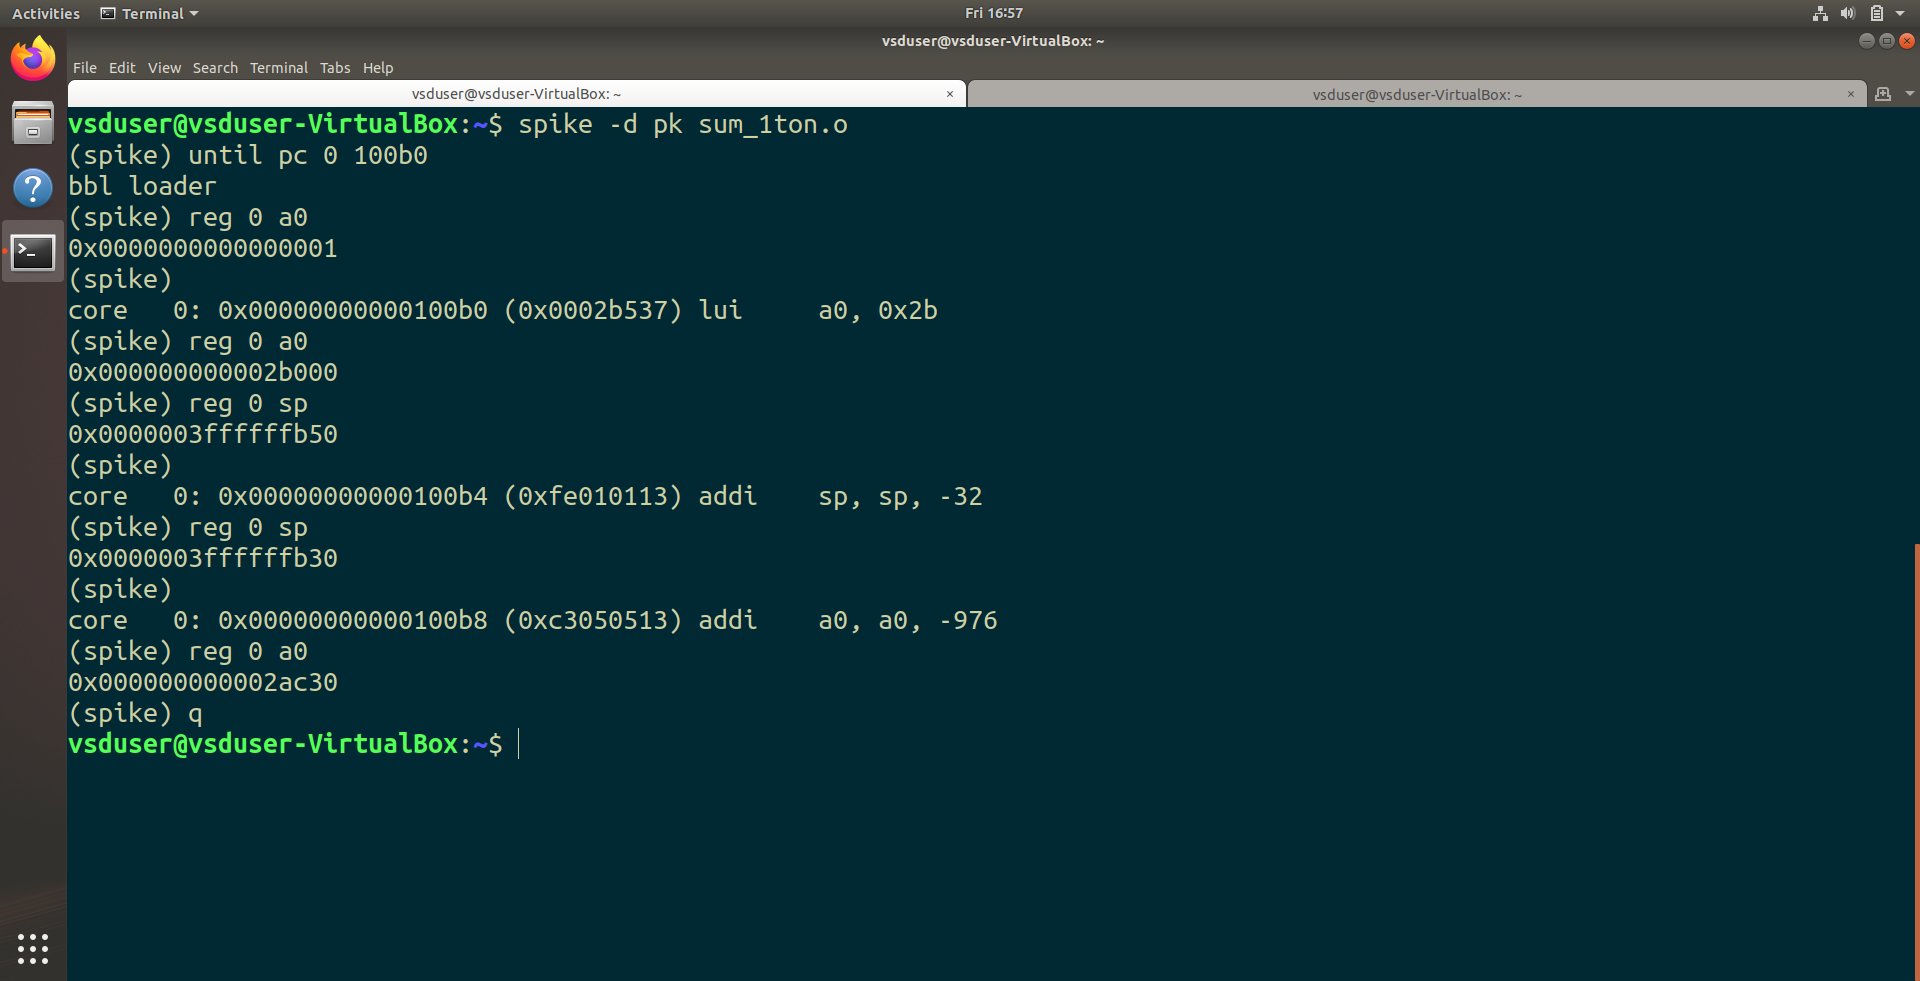 Activities Terminal Fri 16:57
vsduser@vsduser-VirtualBox: ~
File Edit View Search Terminal Tabs Help
vsduser@vsduser-VirtualBox: ~ × vsduser@vsduser-VirtualBox: ~ ×
vsduser@vsduser-VirtualBox:~$ spike -d pk sum_1ton.o
(spike) until pc 0 100b0
bbl loader
(spike) reg 0 a0
0x0000000000000001
(spike)
core   0: 0x00000000000100b0 (0x0002b537) lui     a0, 0x2b
(spike) reg 0 a0
0x000000000002b000
(spike) reg 0 sp
0x0000003ffffffb50
(spike)
core   0: 0x00000000000100b4 (0xfe010113) addi    sp, sp, -32
(spike) reg 0 sp
0x0000003ffffffb30
(spike)
core   0: 0x00000000000100b8 (0xc3050513) addi    a0, a0, -976
(spike) reg 0 a0
0x000000000002ac30
(spike) q
vsduser@vsduser-VirtualBox:~$